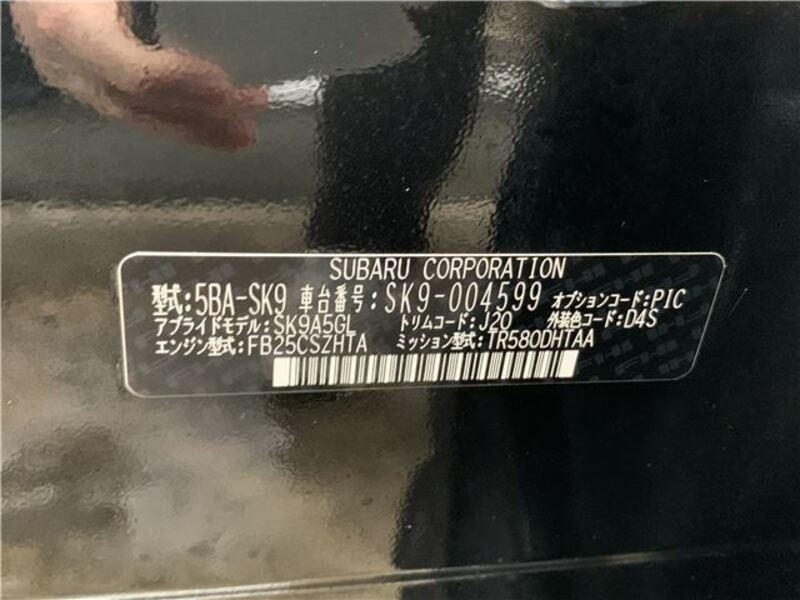 SUBARU CORPORATION
型式:5BA-SK9 車台番号:SK9-004599 オプションコード:PIC
アプライドモデル:SK9A5GL トリムコード:J20 外装色コード:D4S
エンジン型式:FB25CSZHTA ミッション型式:TR580DHTAA